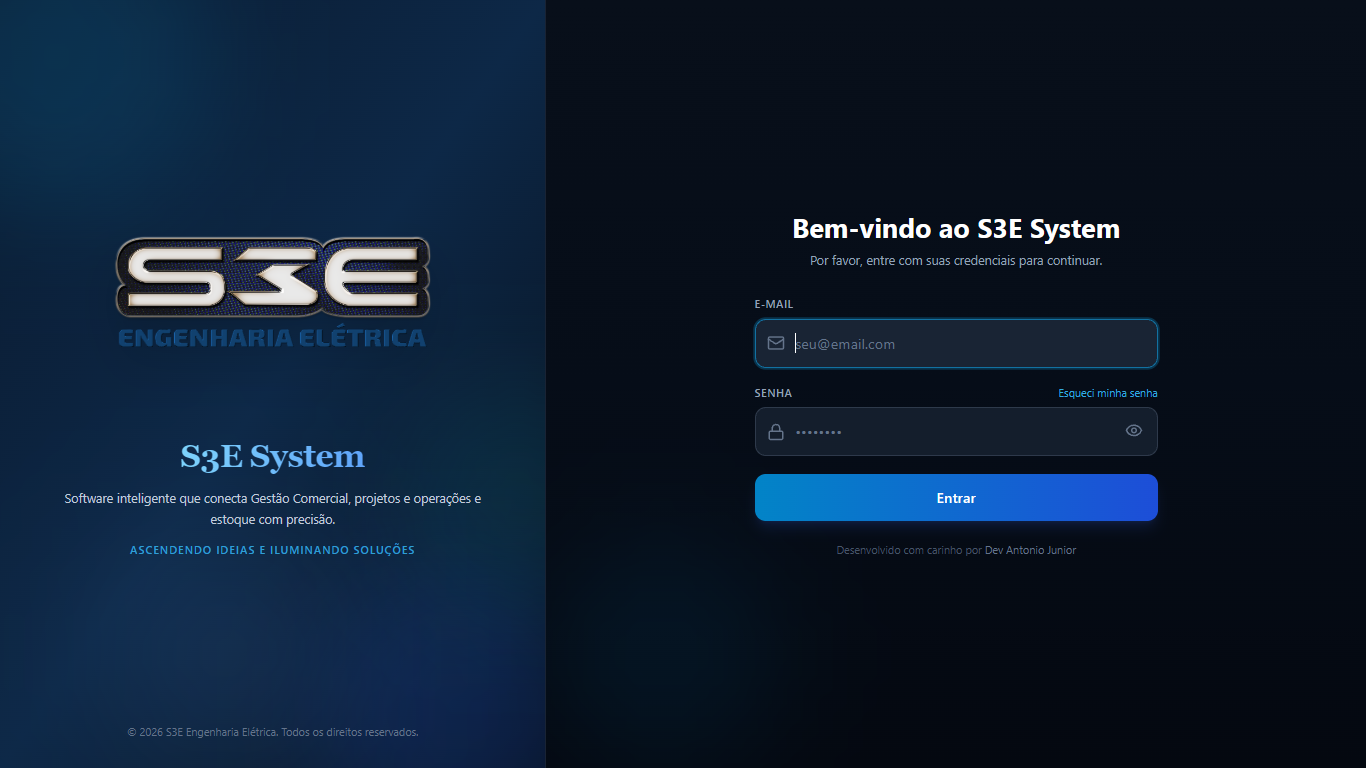 S3E
ENGENHARIA ELÉTRICA
S3E System
Software inteligente que conecta Gestão Comercial, projetos e operações e
estoque com precisão.
ASCENDENDO IDEIAS E ILUMINANDO SOLUÇÕES
© 2026 S3E Engenharia Elétrica. Todos os direitos reservados.
Bem-vindo ao S3E System
Por favor, entre com suas credenciais para continuar.
E-MAIL
seu@email.com
SENHA
Esqueci minha senha
••••••••
Entrar
Desenvolvido com carinho por Dev Antonio Junior